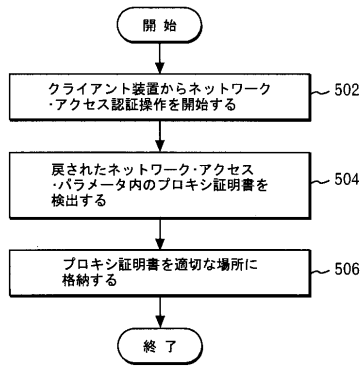 開 始
クライアント装置からネットワーク
・アクセス認証操作を開始する
502
戻されたネットワーク・アクセス
・パラメータ内のプロキシ証明書を
検出する
504
プロキシ証明書を適切な場所に
格納する
506
終 了